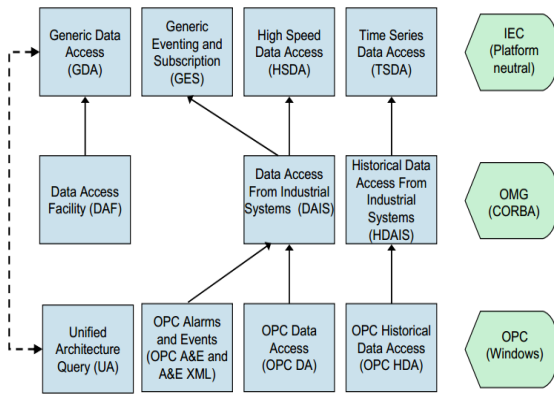 Generic Data
Access
(GDA)
Generic
Eventing and
Subscription
(GES)
High Speed
Data Access
(HSDA)
Time Series
Data Access
(TSDA)
IEC
(Platform
neutral)
Data Access
Facility (DAF)
Data Access
From Industrial
Systems (DAIS)
Historical Data
Access From
Industrial
Systems
(HDAIS)
OMG
(CORBA)
Unified
Architecture
Query (UA)
OPC Alarms
and Events
(OPC A&E and
A&E XML)
OPC Data
Access
(OPC DA)
OPC Historical
Data Access
(OPC HDA)
OPC
(Windows)